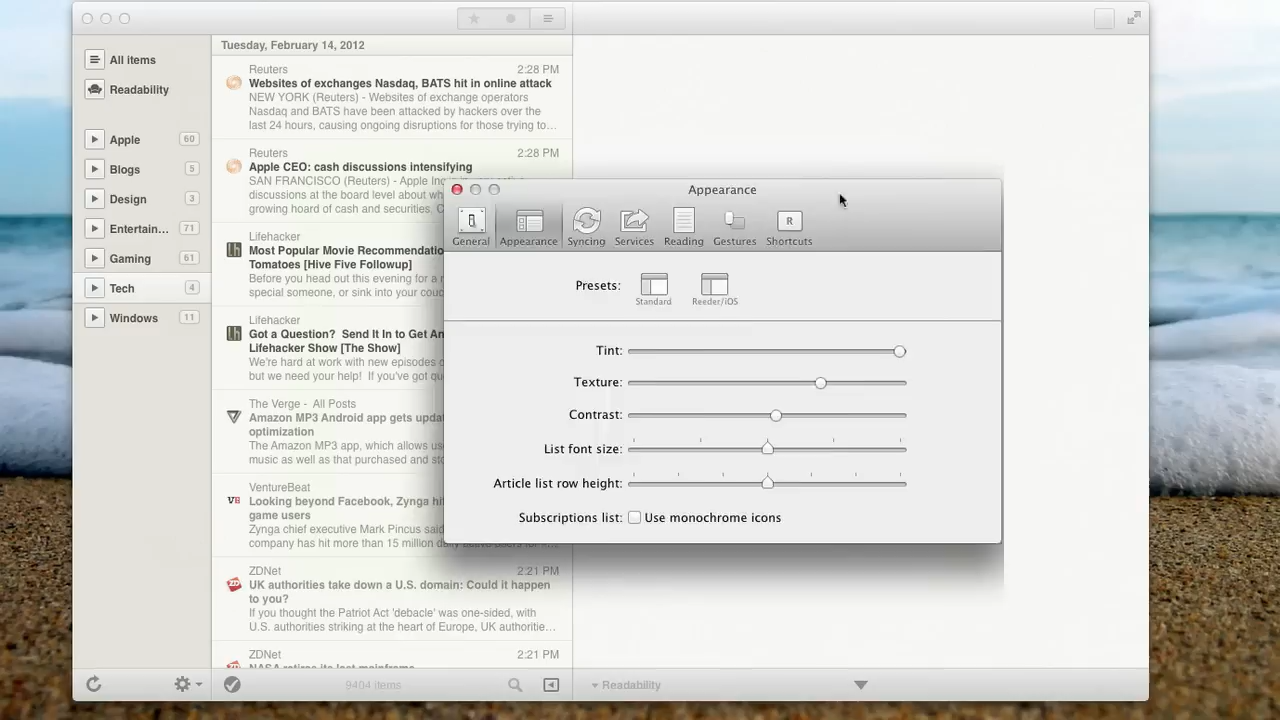 All items
Readability
Apple 60
Blogs 5
Design 3
Entertain... 71
Gaming 61
Tech 4
Windows 11
Tuesday, February 14, 2012
Reuters 2:28 PM
Websites of exchanges Nasdaq, BATS hit in online attack
NEW YORK (Reuters) - Websites of exchange operators
Nasdaq and BATS have been attacked by hackers over the
last 24 hours, causing ongoing disruptions for those trying to…
Reuters 2:28 PM
Apple CEO: cash discussions intensifying
SAN FRANCISCO (Reuters) - Apple Inc
discussions at the board level about
growing hoard of cash and securities,
Lifehacker
Most Popular Movie Recommendatio
Tomatoes [Hive Five Followup]
Before you head out this evening for a
special someone, or sink into your
Lifehacker
Got a Question? Send It In to Get An
Lifehacker Show [The Show]
We're hard at work with new episodes
but we need your help! If you've got
The Verge - All Posts
Amazon MP3 Android app gets upda
optimization
The Amazon MP3 app, which allows
music as well as that purchased and
VentureBeat
Looking beyond Facebook, Zynga hi
game users
Zynga chief executive Mark Pincus said
company has hit more than 15 million daily active users
ZDNet 2:21 PM
UK authorities take down a U.S. domain: Could it happen
to you?
If you thought the Patriot Act 'debacle' was one-sided, with
U.S. authorities striking at the heart of Europe, UK authoritie…
ZDNet 2:21 PM
NASA retires its last mainframe
9404 items
Readability
Appearance
General Appearance Syncing Services Reading Gestures R Shortcuts
Presets: Standard Reeder/iOS
Tint:
Texture:
Contrast:
List font size:
Article list row height:
Subscriptions list: Use monochrome icons